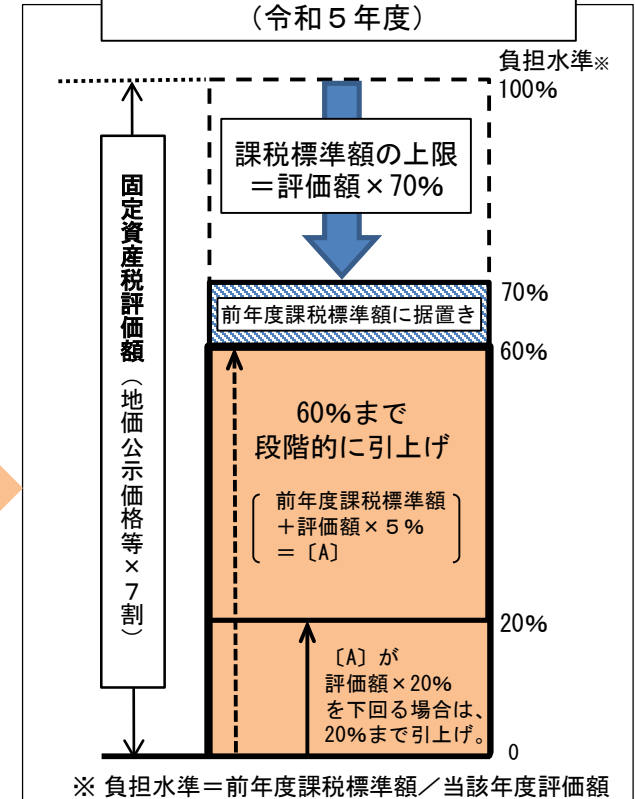 （令和５年度）
負担水準※
100%
課税標準額の上限
＝評価額×70%
固定資産税評価額（地価公示価格等×７割）
70%
前年度課税標準額に据置き
60%
60%まで
段階的に引上げ
前年度課税標準額
＋評価額×５％
＝〔A〕
20%
〔A〕が
評価額×20%
を下回る場合は、
20%まで引上げ。
0
※ 負担水準＝前年度課税標準額／当該年度評価額